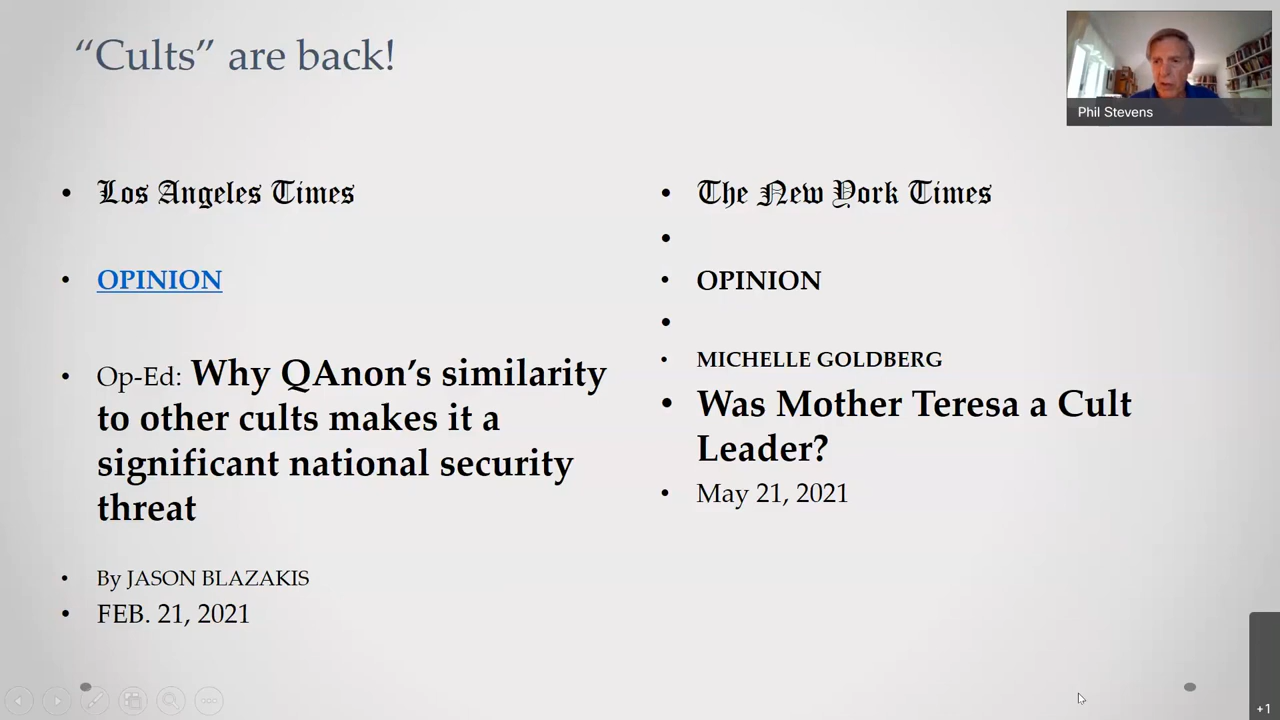 “Cults” are back!
Phil Stevens
• Los Angeles Times
• OPINION
• Op-Ed: Why QAnon’s similarity
to other cults makes it a
significant national security
threat
• By JASON BLAZAKIS
• FEB. 21, 2021
• The New York Times
•
• OPINION
•
• MICHELLE GOLDBERG
• Was Mother Teresa a Cult
Leader?
• May 21, 2021
+1